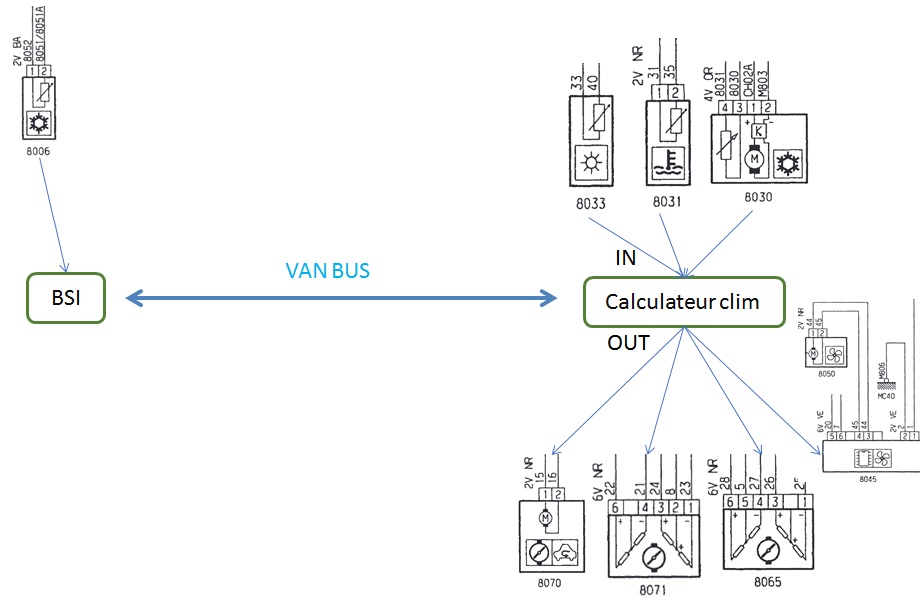 2V BA
8052
8051/8051A
1 2
8006
BSI
VAN BUS
33
40
8033
2V NR
31
35
1 2
8031
4V OR
8031
8030
CH02A
M803
4 3 1 2
+ K -
M
8030
IN
Calculateur clim
OUT
2V NR
44
45
1 2
M
8050
M806
MC40
6V VE
20
7
45
44
2V VE
2
1
5 6 4 3 2 1
8045
2V NR
15
16
1 2
M
8070
6V NR
22
21
24
8
23
6 4 3 2 1
+ - + -
+
8071
6V NR
28
5
27
26
6 5 4 3 1
+ - + -
8065